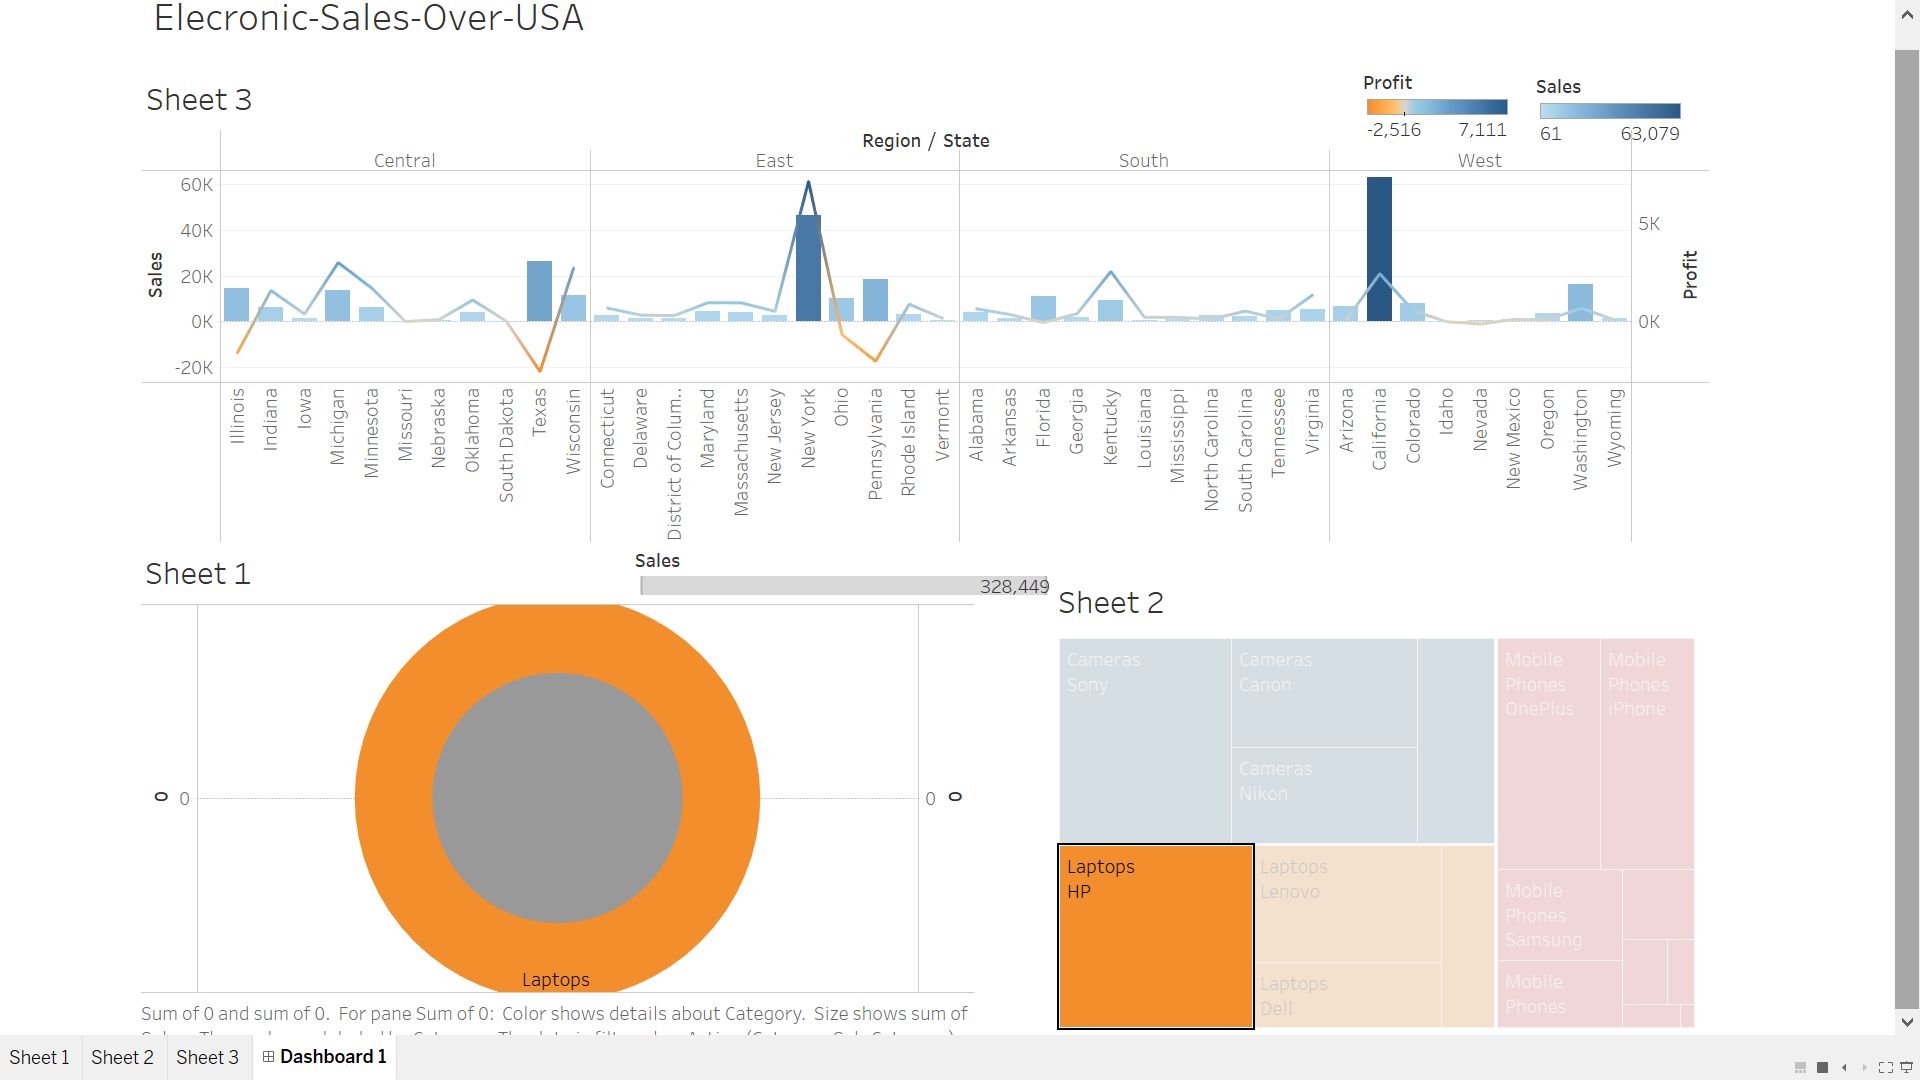 Elecronic-Sales-Over-USA
Sheet 3
Profit
-2,516 7,111
Sales
61 63,079
Region / State
Central East South West
60K
40K
20K
0K
-20K
Sales
5K
0K
Profit
Illinois
Indiana
Iowa
Michigan
Minnesota
Missouri
Nebraska
Oklahoma
South Dakota
Texas
Wisconsin
Connecticut
Delaware
District of Colum..
Maryland
Massachusetts
New Jersey
New York
Ohio
Pennsylvania
Rhode Island
Vermont
Alabama
Arkansas
Florida
Georgia
Kentucky
Louisiana
Mississippi
North Carolina
South Carolina
Tennessee
Virginia
Arizona
California
Colorado
Idaho
Nevada
New Mexico
Oregon
Washington
Wyoming
Sheet 1
Sales
328,449
0 0
0 0
Laptops
Sum of 0 and sum of 0. For pane Sum of 0: Color shows details about Category. Size shows sum of
Sheet 2
Cameras
Sony
Cameras
Canon
Cameras
Nikon
Mobile
Phones
OnePlus
Mobile
Phones
iPhone
Laptops
HP
Laptops
Lenovo
Laptops
Dell
Mobile
Phones
Samsung
Mobile
Phones
Sheet 1 Sheet 2 Sheet 3 Dashboard 1